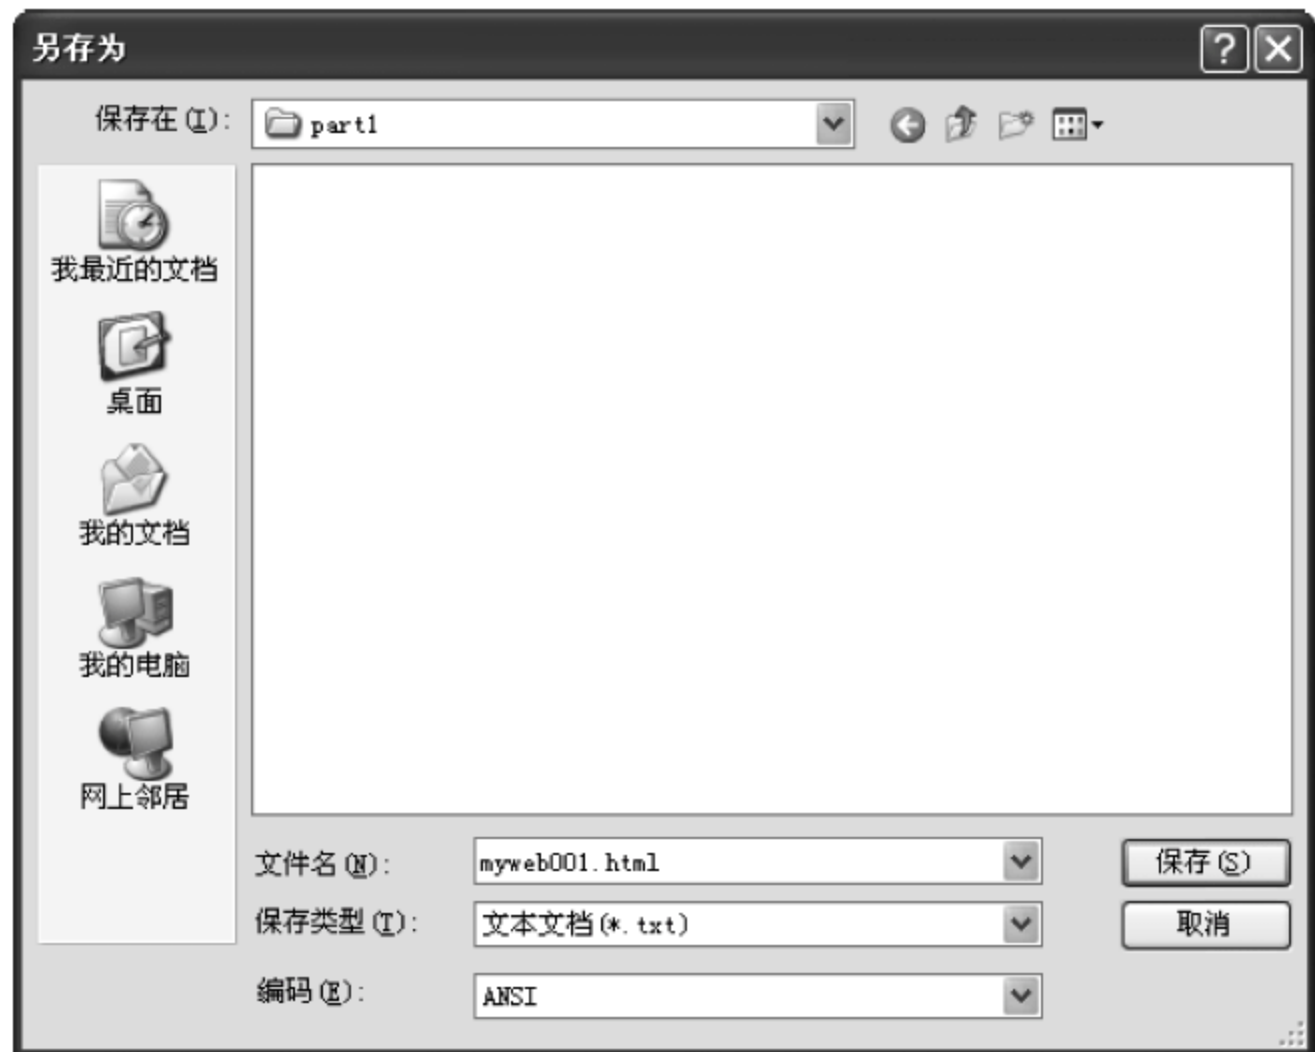 另存为
保存在(I):
part1
我最近的文档
桌面
我的文档
我的电脑
网上邻居
文件名(N):
myweb001.html
保存(S)
保存类型(T):
文本文档(*.txt)
取消
编码(E):
ANSI